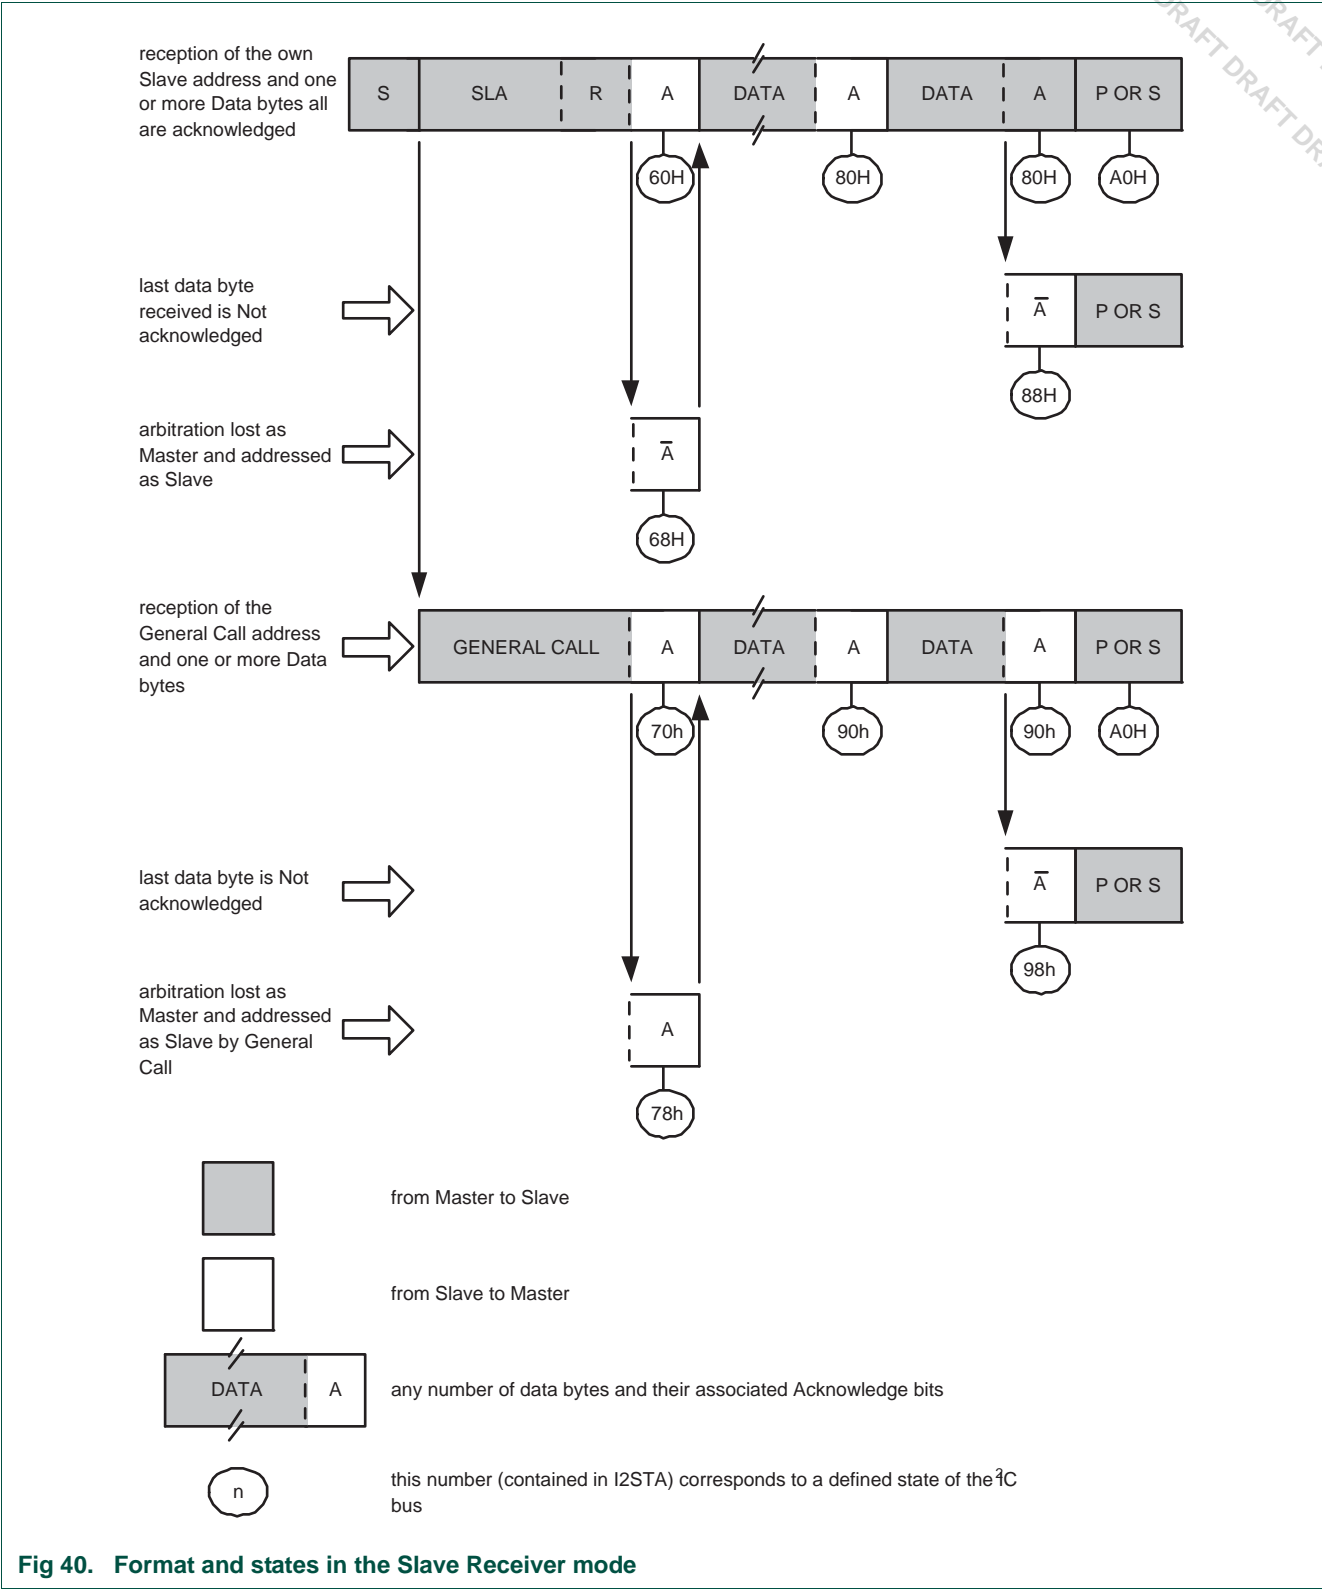 DRAFT DRAFT DRA
DRAFT
reception of the own
Slave address and one
or more Data bytes all
are acknowledged
S SLA R A DATA A DATA A P OR S
60H 80H 80H A0H
last data byte
received is Not
acknowledged
A̅ P OR S
88H
arbitration lost as
Master and addressed
as Slave
A̅
68H
reception of the
General Call address
and one or more Data
bytes
GENERAL CALL A DATA A DATA A P OR S
70h 90h 90h A0H
last data byte is Not
acknowledged
A̅ P OR S
98h
arbitration lost as
Master and addressed
as Slave by General
Call
A
78h
from Master to Slave
from Slave to Master
DATA A any number of data bytes and their associated Acknowledge bits
n this number (contained in I2STA) corresponds to a defined state of the I²C
bus
Fig 40. Format and states in the Slave Receiver mode